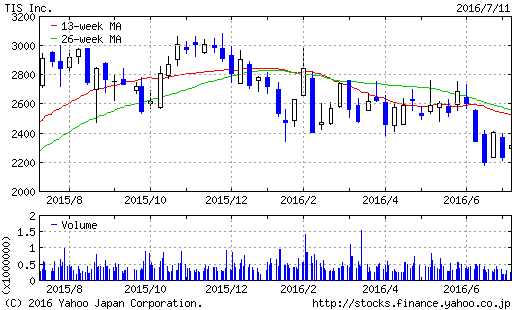 TIS Inc. 2016/7/11
3200
13-week MA
26-week MA
3000
2800
2600
2400
2200
2000
2015/8 2015/10 2015/12 2016/2 2016/4 2016/6
2
Volume
1.5
1
0.5
0
(x1000000)
2015/8 2015/10 2015/12 2016/2 2016/4 2016/6
(C) 2016 Yahoo Japan Corporation. http://stocks.finance.yahoo.co.jp/